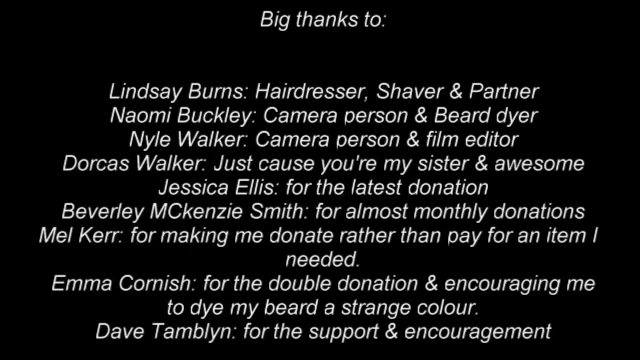 Big thanks to:
Lindsay Burns: Hairdresser, Shaver & Partner
Naomi Buckley: Camera person & Beard dyer
Nyle Walker: Camera person & film editor
Dorcas Walker: Just cause you're my sister & awesome
Jessica Ellis: for the latest donation
Beverley MCkenzie Smith: for almost monthly donations
Mel Kerr: for making me donate rather than pay for an item I
needed.
Emma Cornish: for the double donation & encouraging me
to dye my beard a strange colour.
Dave Tamblyn: for the support & encouragement